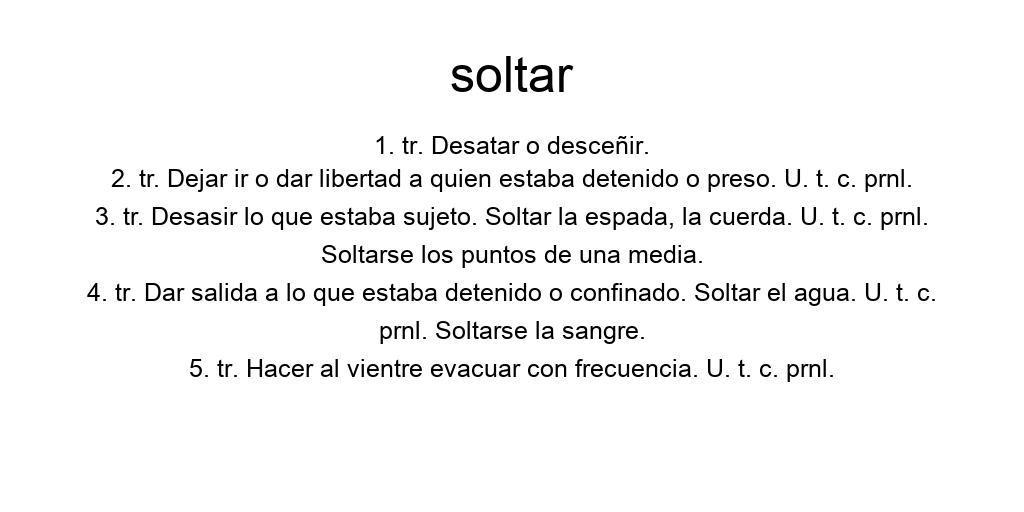 soltar
1. tr. Desatar o desceñir.
2. tr. Dejar ir o dar libertad a quien estaba detenido o preso. U. t. c. prnl.
3. tr. Desasir lo que estaba sujeto. Soltar la espada, la cuerda. U. t. c. prnl.
Soltarse los puntos de una media.
4. tr. Dar salida a lo que estaba detenido o confinado. Soltar el agua. U. t. c.
prnl. Soltarse la sangre.
5. tr. Hacer al vientre evacuar con frecuencia. U. t. c. prnl.